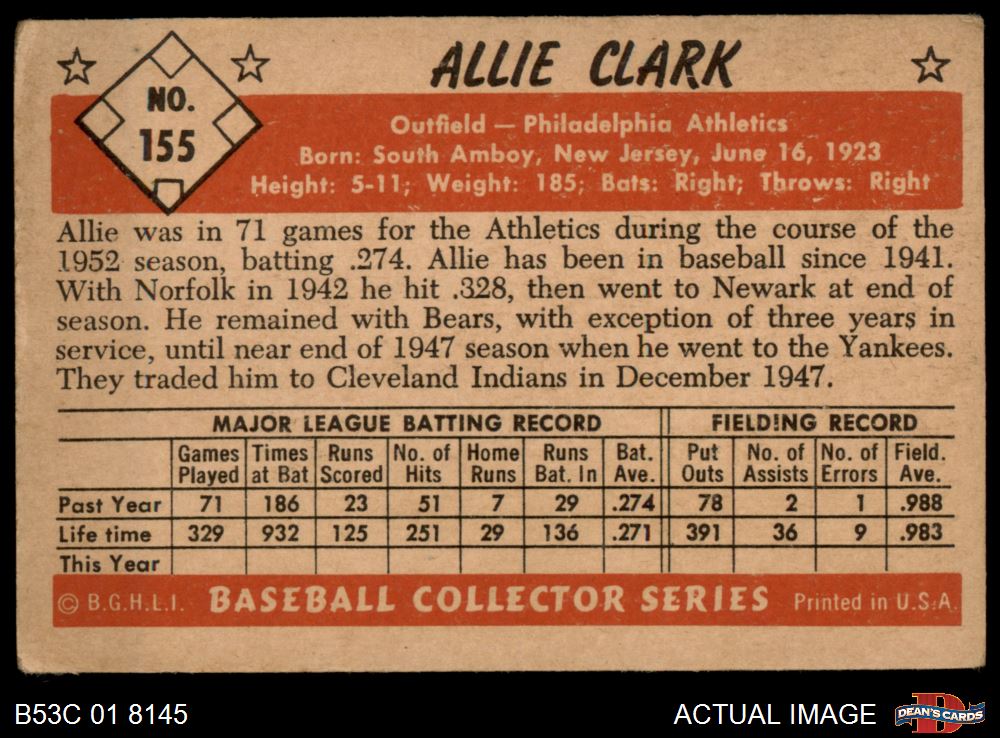 NO.
155
ALLIE CLARK
Outfield — Philadelphia Athletics
Born: South Amboy, New Jersey, June 16, 1923
Height: 5-11; Weight: 185; Bats: Right; Throws: Right
Allie was in 71 games for the Athletics during the course of the
1952 season, batting .274. Allie has been in baseball since 1941.
With Norfolk in 1942 he hit .328, then went to Newark at end of
season. He remained with Bears, with exception of three years in
service, until near end of 1947 season when he went to the Yankees.
They traded him to Cleveland Indians in December 1947.
MAJOR LEAGUE BATTING RECORD FIELDING RECORD
Games Times Runs No. of Home Runs Bat. Put No. of No. of Field.
Played at Bat Scored Hits Runs Bat. In Ave. Outs Assists Errors Ave.
Past Year 71 186 23 51 7 29 .274 78 2 1 .988
Life time 329 932 125 251 29 136 .271 391 36 9 .983
This Year
© B.G.H.L.I. BASEBALL COLLECTOR SERIES Printed in U.S.A.
B53C 01 8145 ACTUAL IMAGE DEAN'S CARDS